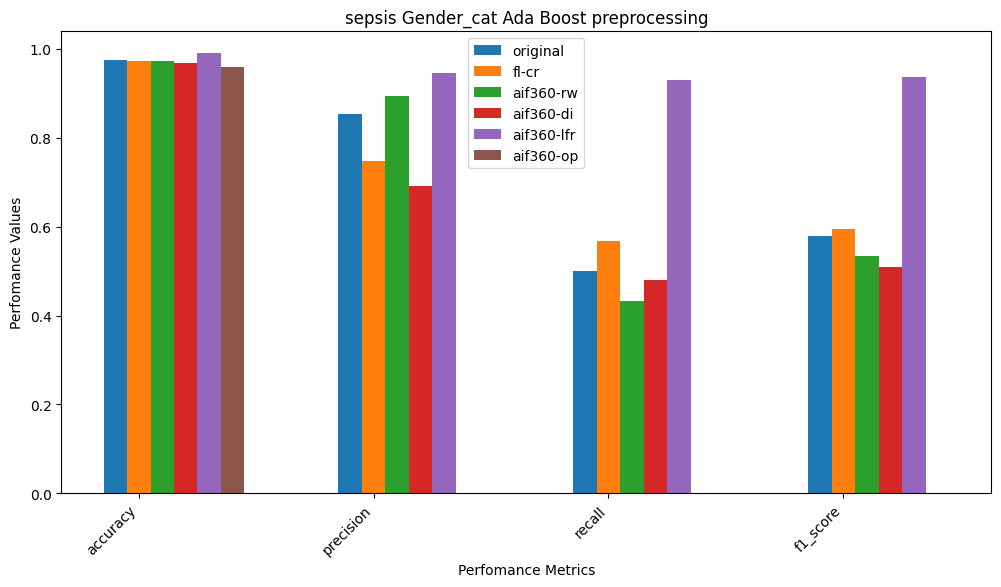 sepsis Gender_cat Ada Boost preprocessing
original
fl-cr
aif360-rw
aif360-di
aif360-lfr
aif360-op
Perfomance Values
1.0
0.8
0.6
0.4
0.2
0.0
accuracy
precision
recall
f1_score
Perfomance Metrics